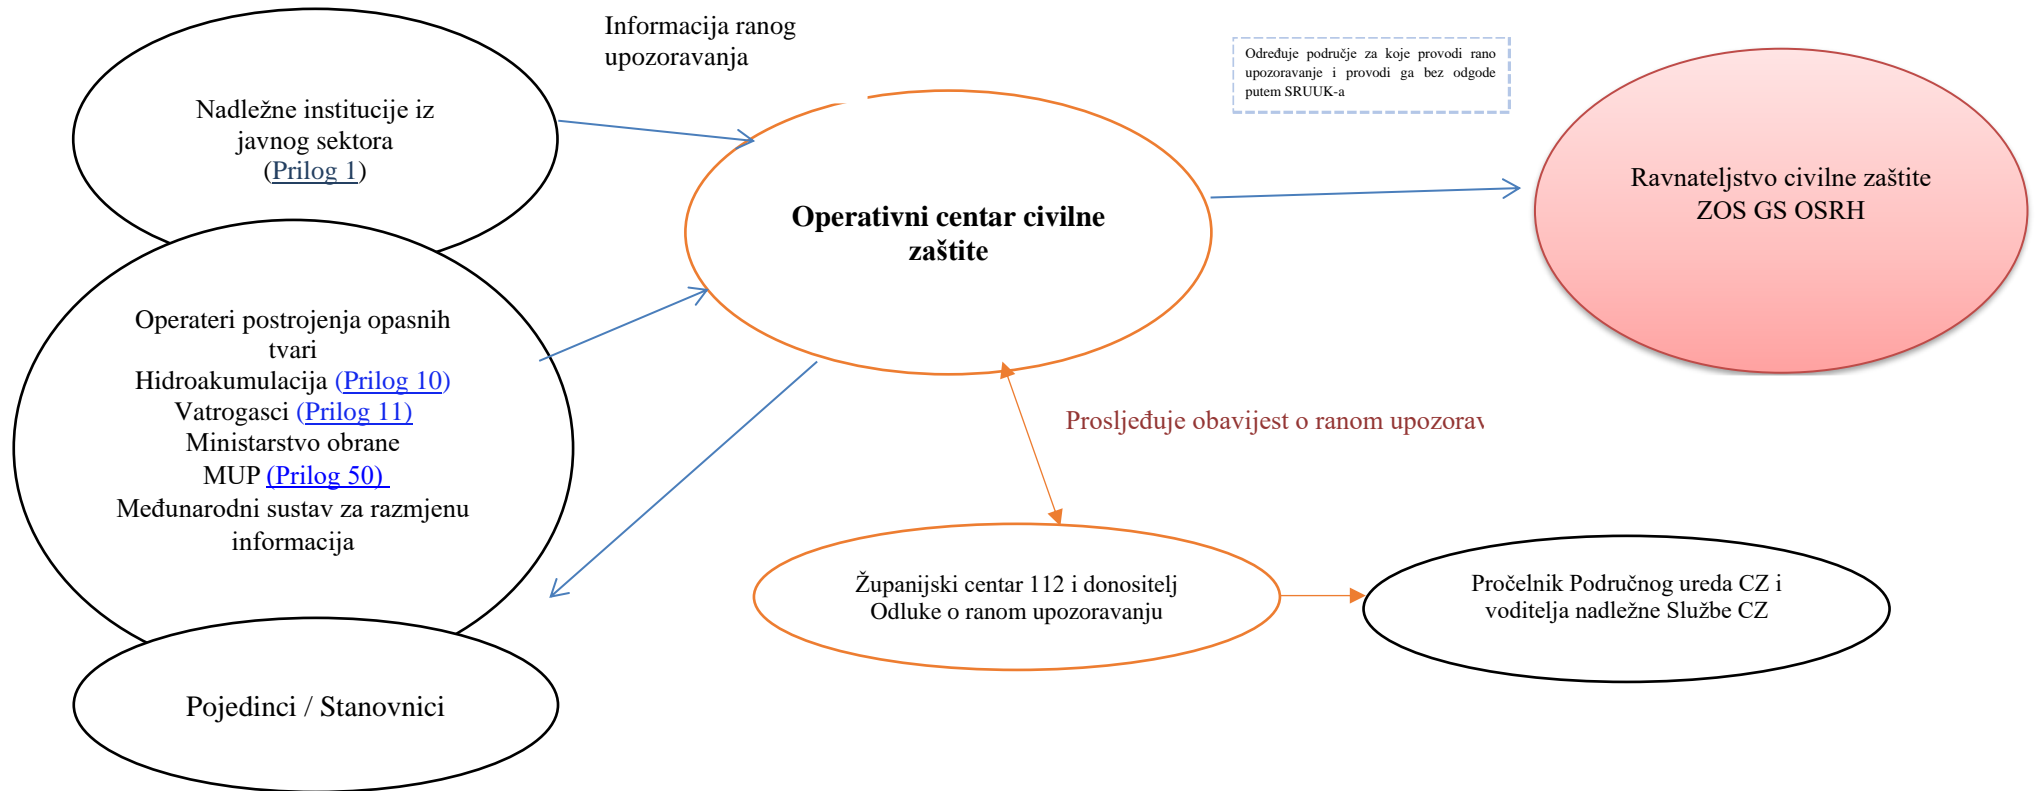 Informacija ranog
upozoravanja
Nadležne institucije iz
javnog sektora
(Prilog 1)
Određuje područje za koje provodi rano
upozoravanje i provodi ga bez odgode
putem SRUUK-a
Operativni centar civilne
zaštite
Ravnateljstvo civilne zaštite
ZOS GS OSRH
Operateri postrojenja opasnih
tvari
Hidroakumulacija (Prilog 10)
Vatrogasci (Prilog 11)
Ministarstvo obrane
MUP (Prilog 50)
Međunarodni sustav za razmjenu
informacija
Prosljeđuje obavijest o ranom upozorav
Županijski centar 112 i donositelj
Odluke o ranom upozoravanju
Pročelnik Područnog ureda CZ i
voditelja nadležne Službe CZ
Pojedinci / Stanovnici